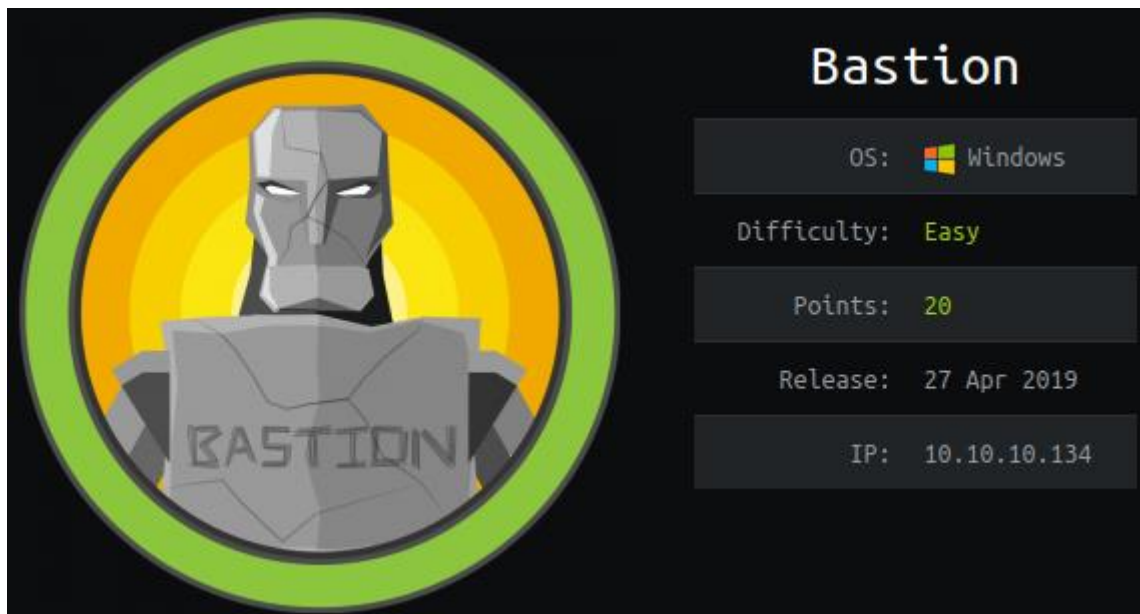 Bastion
OS: Windows
Difficulty: Easy
Points: 20
Release: 27 Apr 2019
IP: 10.10.10.134
BASTION